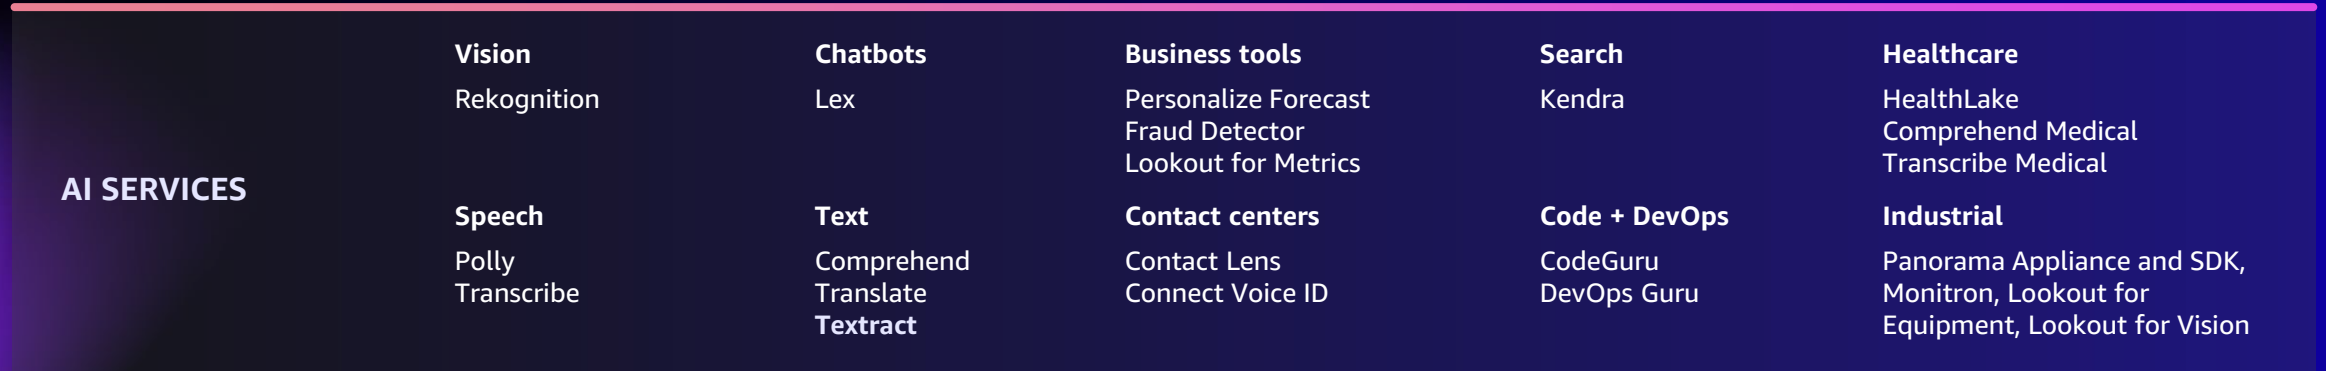 AI SERVICES
Vision
Rekognition
Chatbots
Lex
Business tools
Personalize Forecast
Fraud Detector
Lookout for Metrics
Search
Kendra
Healthcare
HealthLake
Comprehend Medical
Transcribe Medical
Speech
Polly
Transcribe
Text
Comprehend
Translate
Textract
Contact centers
Contact Lens
Connect Voice ID
Code + DevOps
CodeGuru
DevOps Guru
Industrial
Panorama Appliance and SDK,
Monitron, Lookout for
Equipment, Lookout for Vision